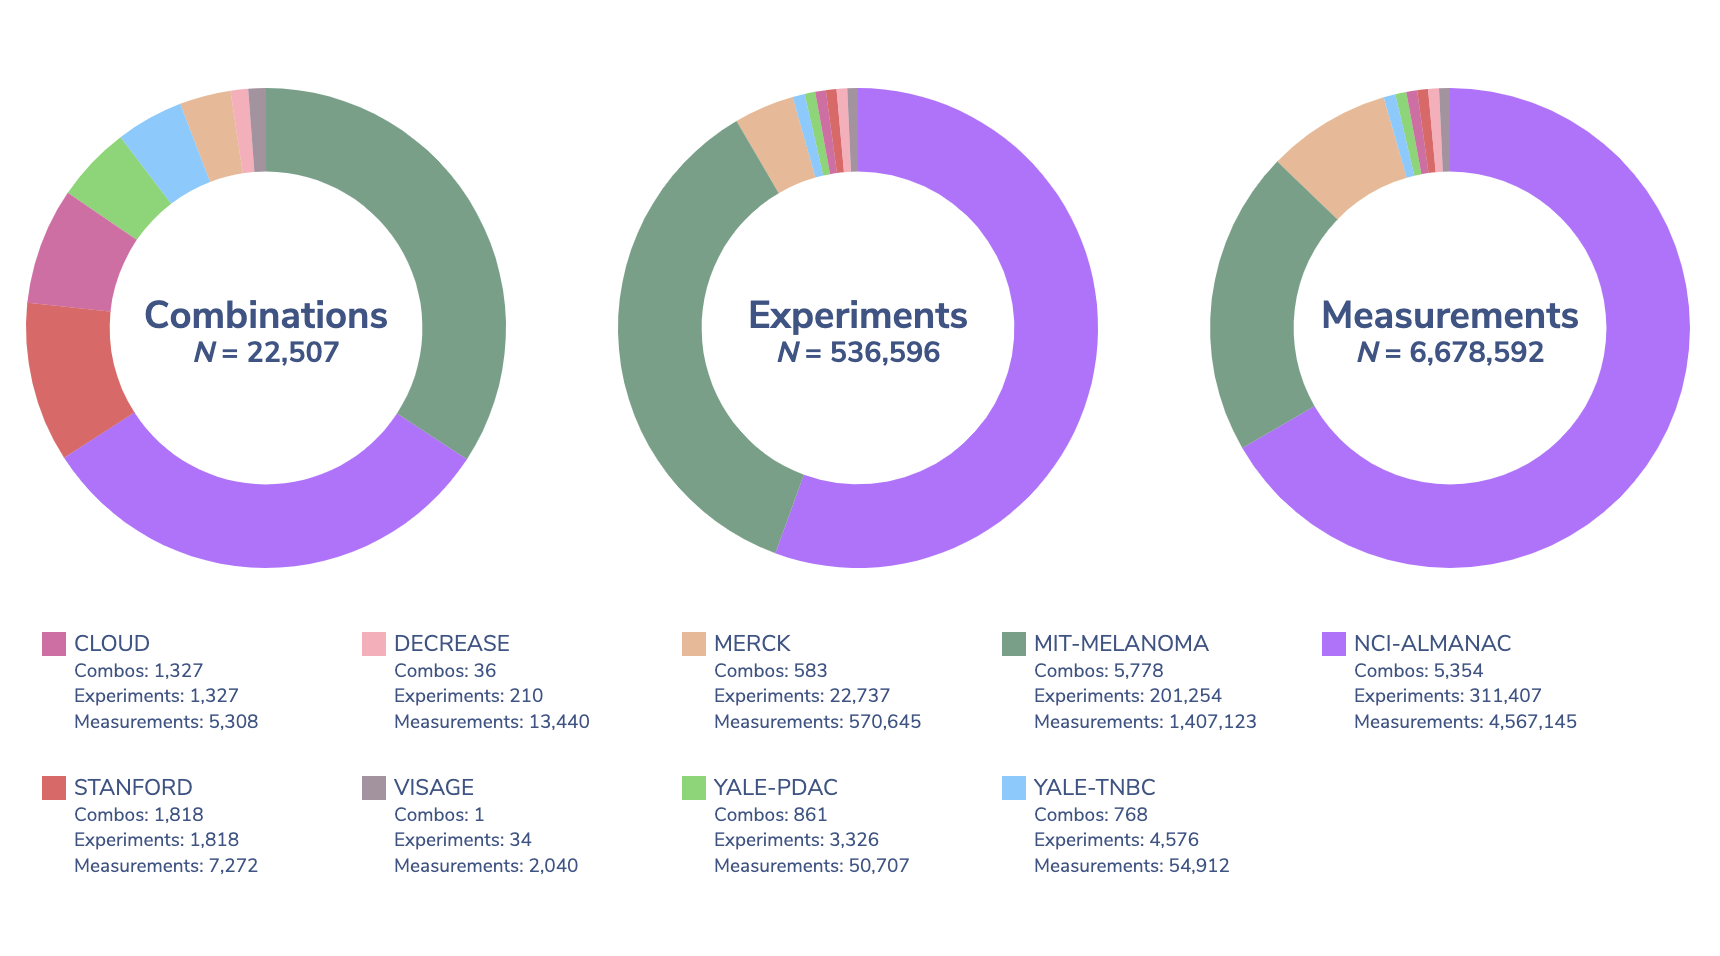 Combinations
N = 22,507
Experiments
N = 536,596
Measurements
N = 6,678,592
CLOUD
Combos: 1,327
Experiments: 1,327
Measurements: 5,308
DECREASE
Combos: 36
Experiments: 210
Measurements: 13,440
MERCK
Combos: 583
Experiments: 22,737
Measurements: 570,645
MIT-MELANOMA
Combos: 5,778
Experiments: 201,254
Measurements: 1,407,123
NCI-ALMANAC
Combos: 5,354
Experiments: 311,407
Measurements: 4,567,145
STANFORD
Combos: 1,818
Experiments: 1,818
Measurements: 7,272
VISAGE
Combos: 1
Experiments: 34
Measurements: 2,040
YALE-PDAC
Combos: 861
Experiments: 3,326
Measurements: 50,707
YALE-TNBC
Combos: 768
Experiments: 4,576
Measurements: 54,912